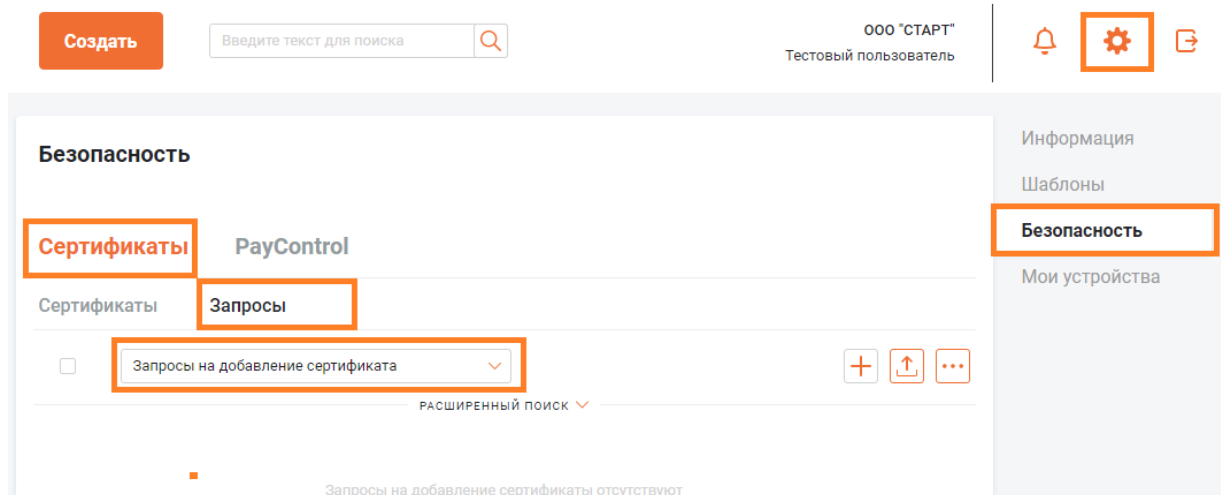 Создать
Введите текст для поиска
ООО "СТАРТ"
Тестовый пользователь
Безопасность
Сертификаты PayControl
Сертификаты Запросы
Запросы на добавление сертификата
РАСШИРЕННЫЙ ПОИСК
Запросы на добавление сертификаты отсутствуют
Информация
Шаблоны
Безопасность
Мои устройства